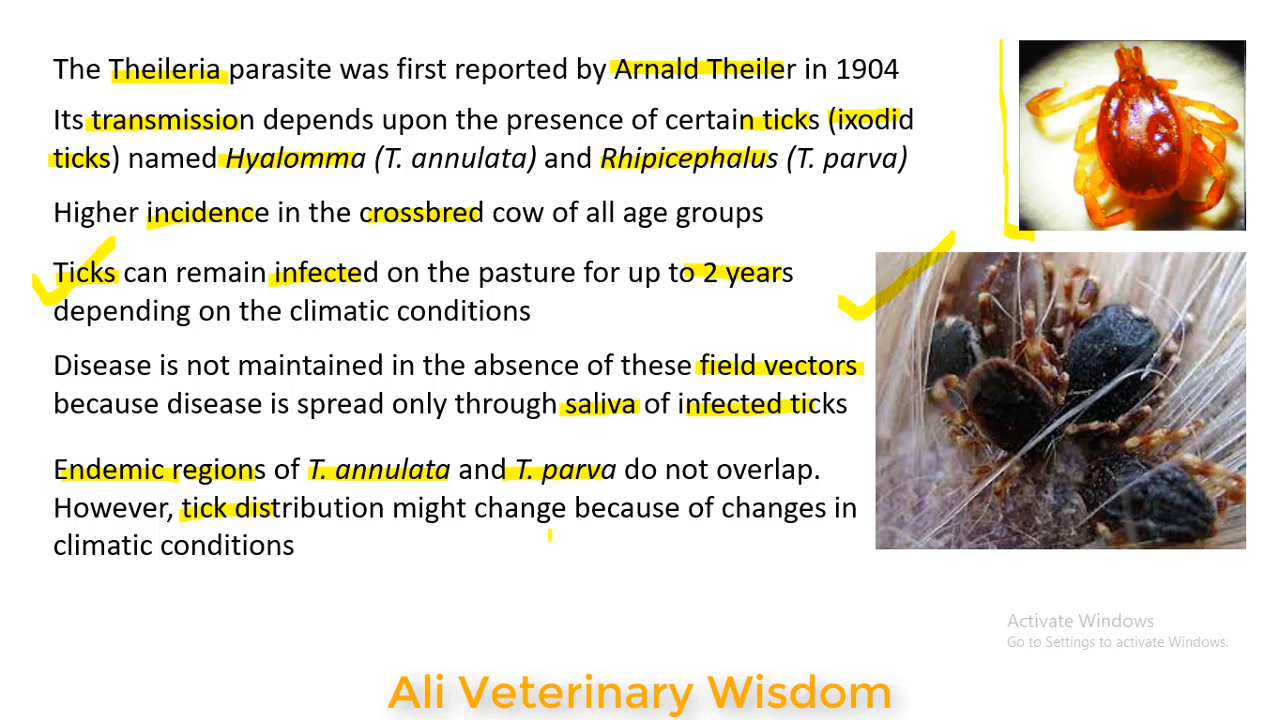 The Theileria parasite was first reported by Arnald Theiler in 1904
Its transmission depends upon the presence of certain ticks (ixodid
ticks) named Hyalomma (T. annulata) and Rhipicephalus (T. parva)
Higher incidence in the crossbred cow of all age groups
Ticks can remain infected on the pasture for up to 2 years
depending on the climatic conditions
Disease is not maintained in the absence of these field vectors
because disease is spread only through saliva of infected ticks
Endemic regions of T. annulata and T. parva do not overlap.
However, tick distribution might change because of changes in
climatic conditions
Activate Windows
Go to Settings to activate Windows.
Ali Veterinary Wisdom